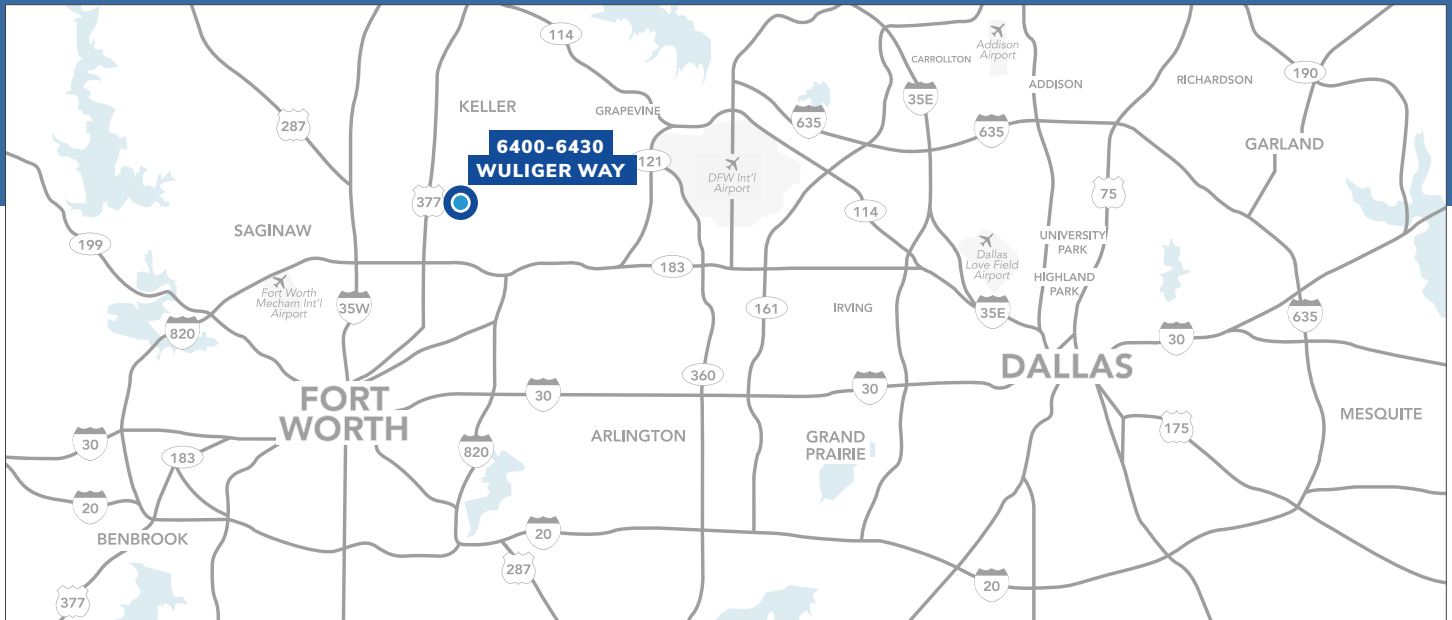 114
Addison
Airport
CARROLLTON
ADDISON
RICHARDSON
190
KELLER
GRAPEVINE
35E
287
635
635
GARLAND
6400-6430
WULIGER WAY
121
DFW Int'l
Airport
75
377
114
SAGINAW
199
UNIVERSITY
PARK
Dallas
Love Field
Airport
183
HIGHLAND
PARK
Fort Worth
Mecham Int'l
Airport
35W
161
IRVING
35E
635
820
30
DALLAS
360
30
30
FORT
WORTH
MESQUITE
175
ARLINGTON
GRAND
PRAIRIE
30
183
820
20
20
BENBROOK
287
20
377